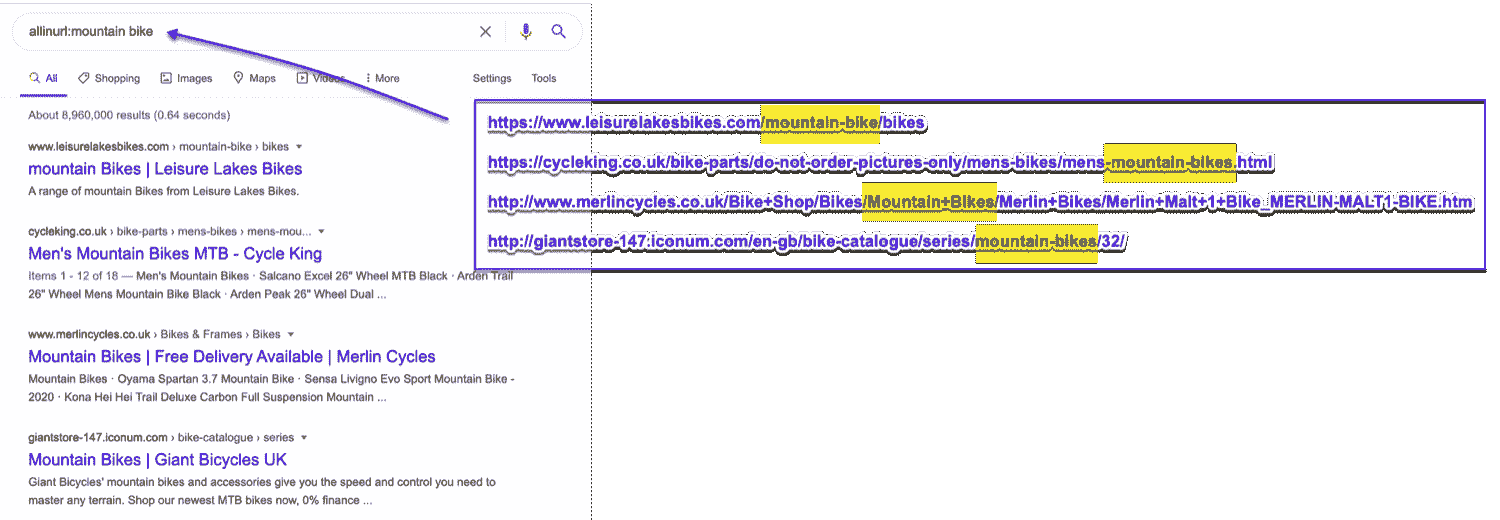 allinurl:mountain bike
All Shopping Images Maps Videos More Settings Tools
About 8,960,000 results (0.64 seconds)
www.leisurelakesbikes.com › mountain-bike › bikes
mountain Bikes | Leisure Lakes Bikes
A range of mountain Bikes from Leisure Lakes Bikes.
cycleking.co.uk › bike-parts › mens-bikes › mens-mou...
Men's Mountain Bikes MTB - Cycle King
Items 1 - 12 of 18 — Men's Mountain Bikes · Salcano Excel 26" Wheel MTB Black · Arden Trail
26" Wheel Mens Mountain Bike Black · Arden Peak 26" Wheel Dual ...
www.merlincycles.co.uk › Bikes & Frames › Bikes
Mountain Bikes | Free Delivery Available | Merlin Cycles
Mountain Bikes · Oyama Spartan 3.7 Mountain Bike · Sensa Livigno Evo Sport Mountain Bike -
2020 · Kona Hei Hei Trail Deluxe Carbon Full Suspension Mountain ...
giantstore-147.iconum.com › bike-catalogue › series
Mountain Bikes | Giant Bicycles UK
Giant Bicycles' mountain bikes and accessories give you the speed and control you need to
master any terrain. Shop our newest MTB bikes now, 0% finance ...
https://www.leisurelakesbikes.com/mountain-bike/bikes
https://cycleking.co.uk/bike-parts/do-not-order-pictures-only/mens-bikes/mens-mountain-bikes.html
http://www.merlincycles.co.uk/Bike+Shop/Bikes/Mountain+Bikes/Merlin+Bikes/Merlin+Malt+1+Bike_MERLIN-MALT1-BIKE.htm
http://giantstore-147.iconum.com/en-gb/bike-catalogue/series/mountain-bikes/32/